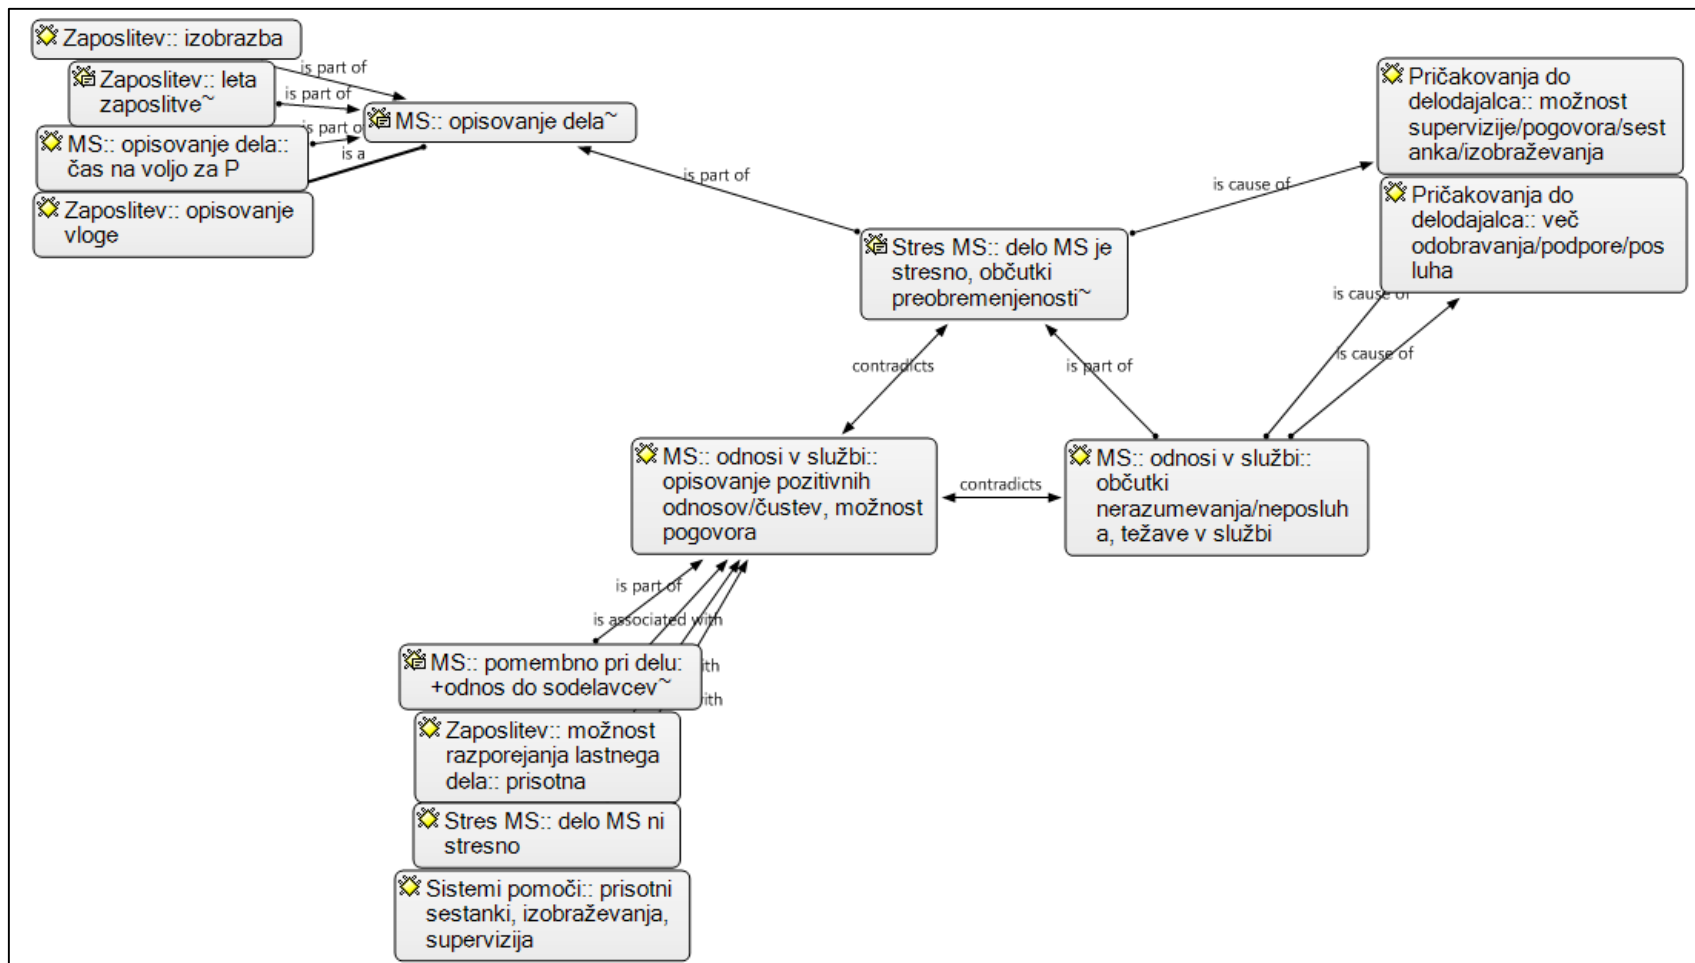 Zaposlitev:: izobrazba
is part of
Zaposlitev:: leta
zaposlitve~
is part of
MS:: opisovanje dela~
is part o
MS:: opisovanje dela::
čas na voljo za P
is a
Zaposlitev:: opisovanje
vloge
is part of
Stres MS:: delo MS je
stresno, občutki
preobremenjenosti~
is cause of
Pričakovanja do
delodajalca:: možnost
supervizije/pogovora/sest
anka/izobraževanja
Pričakovanja do
delodajalca:: več
odobravanja/podpore/pos
luha
is cause of
is cause of
contradicts
is part of
MS:: odnosi v službi::
opisovanje pozitivnih
odnosov/čustev, možnost
pogovora
contradicts
MS:: odnosi v službi::
občutki
nerazumevanja/neposluh
a, težave v službi
is part of
is associated with
MS:: pomembno pri delu:
+odnos do sodelavcev~
ith
with
Zaposlitev:: možnost
razporejanja lastnega
dela:: prisotna
Stres MS:: delo MS ni
stresno
Sistemi pomoči:: prisotni
sestanki, izobraževanja,
supervizija